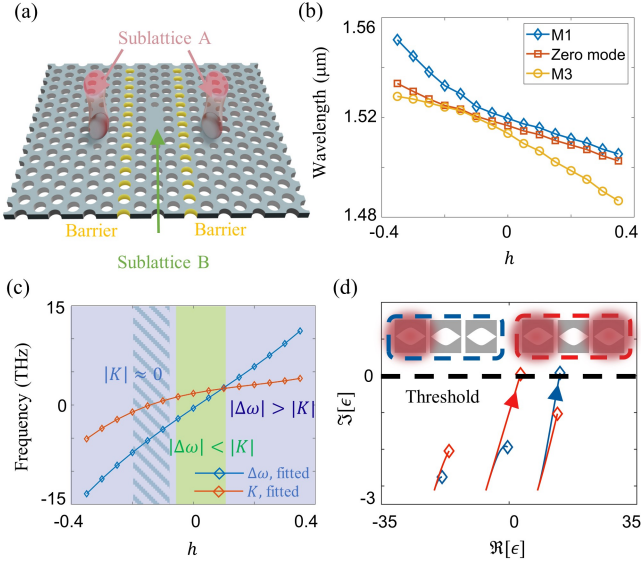 (a)
Sublattice A
Barrier
Barrier
Sublattice B
(b)
Wavelength (μm)
1.56
1.52
1.48
-0.4
0
0.4
h
M1
Zero mode
M3
(c)
Frequency (THz)
15
0
-15
-0.4
0
0.4
h
|K| ≈ 0
|Δω| > |K|
|Δω| < |K|
Δω, fitted
K, fitted
(d)
ℑ[ϵ]
0
-3
Threshold
-35
0
35
ℜ[ϵ]